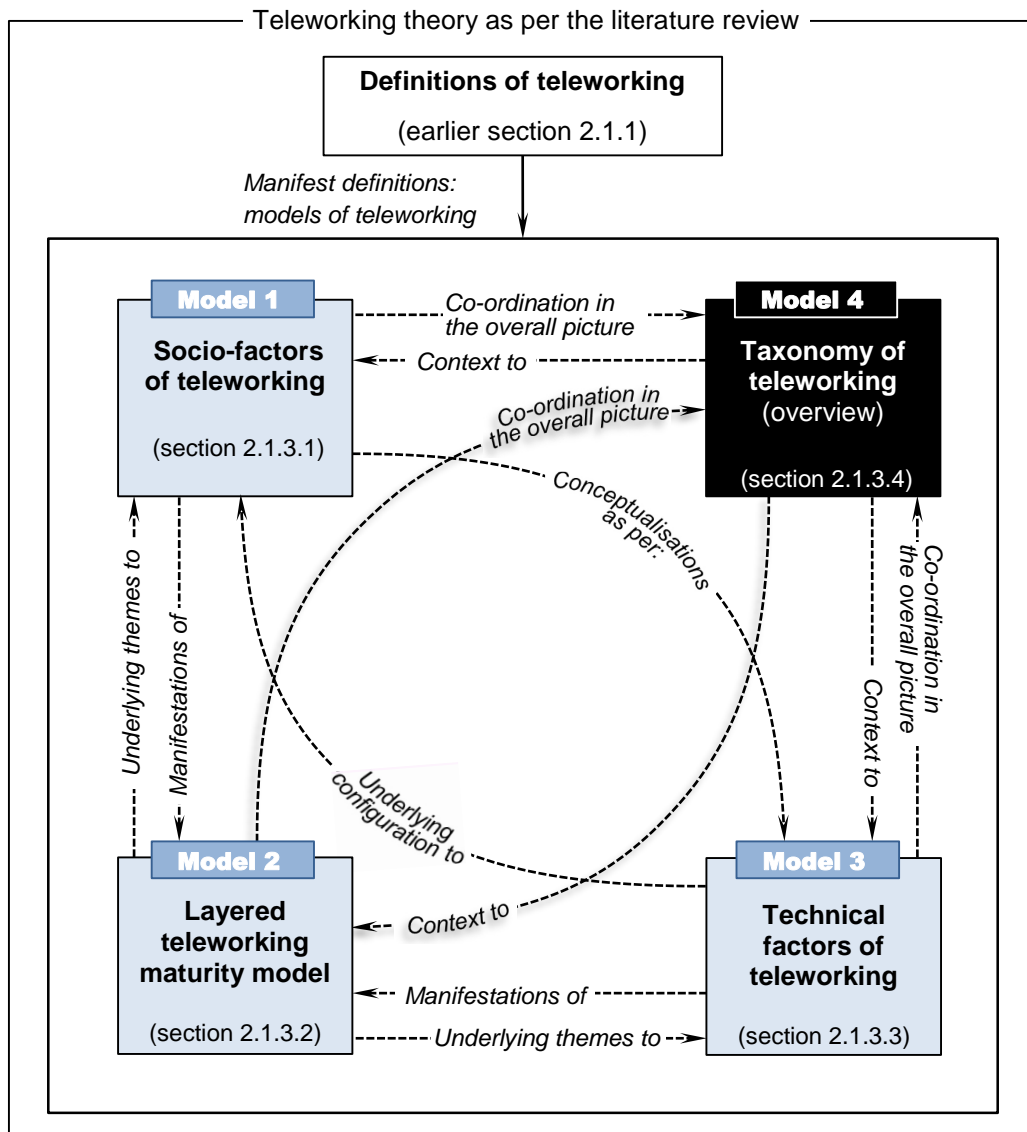 Teleworking theory as per the literature review
Definitions of teleworking
(earlier section 2.1.1)
Manifest definitions:
models of teleworking
Model 1
Socio-factors
of teleworking
(section 2.1.3.1)
Co-ordination in
the overall picture
Context to
Model 4
Taxonomy of
teleworking
(overview)
(section 2.1.3.4)
Co-ordination in
the overall picture
Conceptualisations
as per:
Underlying themes to
Manifestations of
Context to
Co-ordination in
the overall picture
Underlying
configuration to
Model 2
Layered
teleworking
maturity model
(section 2.1.3.2)
Context to
Manifestations of
Underlying themes to
Model 3
Technical
factors of
teleworking
(section 2.1.3.3)